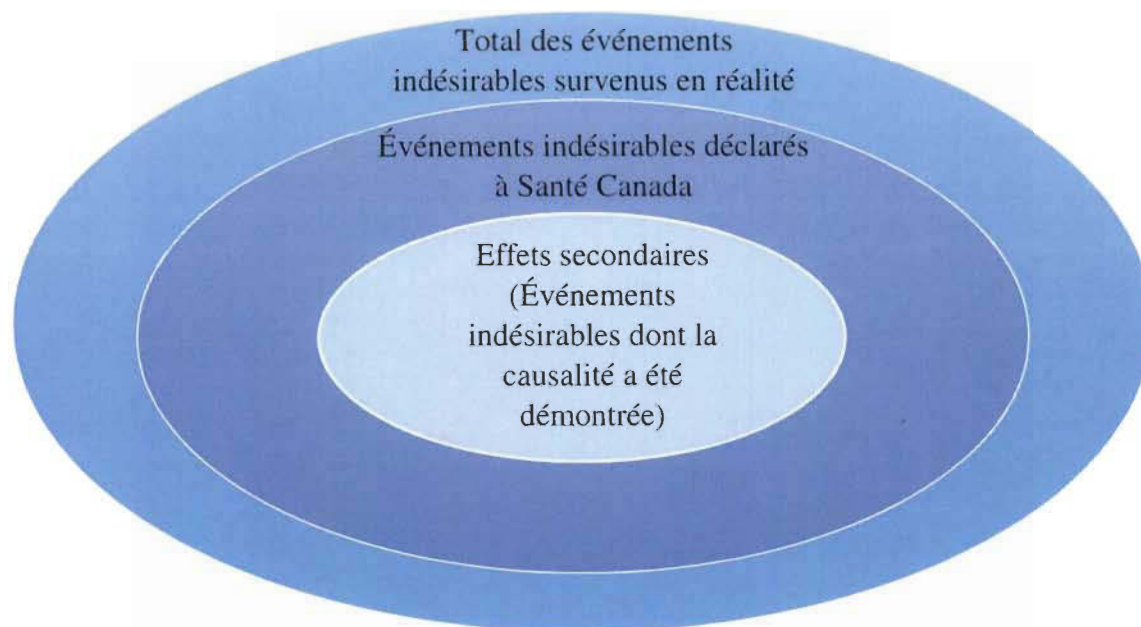 Total des événements
indésirables survenus en réalité
Événements indésirables déclarés
à Santé Canada
Effets secondaires
(Événements
indésirables dont la
causalité a été
démontrée)